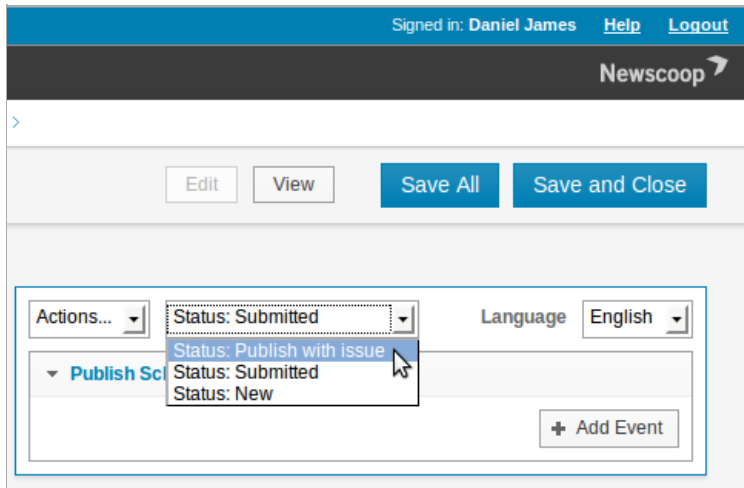 Signed in: Daniel James Help Logout
Newscoop
>
Edit View Save All Save and Close
Actions... Status: Submitted Language English
Status: Publish with issue
Status: Submitted
Status: New
Publish Sc
+ Add Event